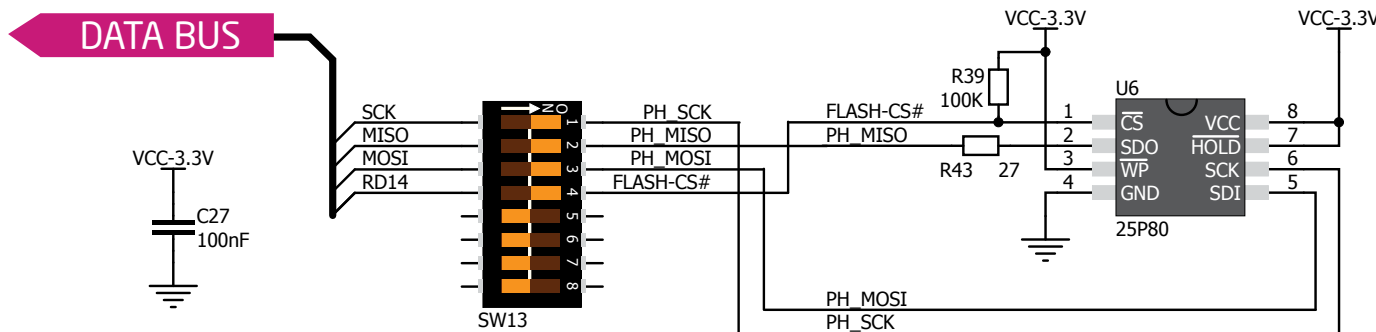 DATA BUS
VCC-3.3V
C27
100nF
SCK
MISO
MOSI
RD14
ON
1
2
3
4
5
6
7
8
SW13
PH_SCK
PH_MISO
PH_MOSI
FLASH-CS#
VCC-3.3V
R39
100K
FLASH-CS#
PH_MISO
R43 27
PH_MOSI
PH_SCK
U6
1 CS VCC 8
2 SDO HOLD 7
3 WP SCK 6
4 GND SDI 5
25P80
VCC-3.3V